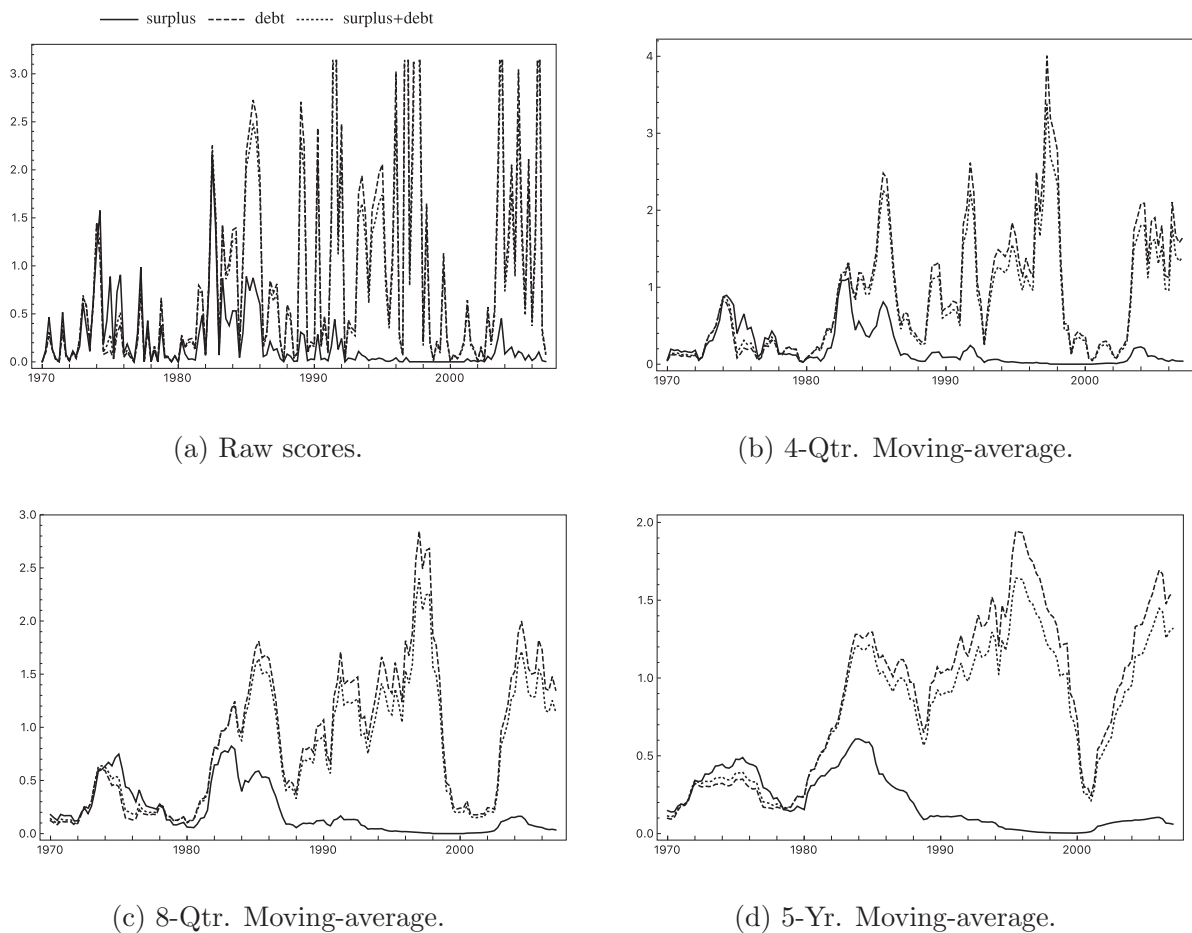 surplus debt surplus+debt
3.0
2.5
2.0
1.5
1.0
0.5
0.0
1970 1980 1990 2000
(a) Raw scores.
4
3
2
1
0
1970 1980 1990 2000
(b) 4-Qtr. Moving-average.
3.0
2.5
2.0
1.5
1.0
0.5
0.0
1970 1980 1990 2000
(c) 8-Qtr. Moving-average.
2.0
1.5
1.0
0.5
0.0
1970 1980 1990 2000
(d) 5-Yr. Moving-average.